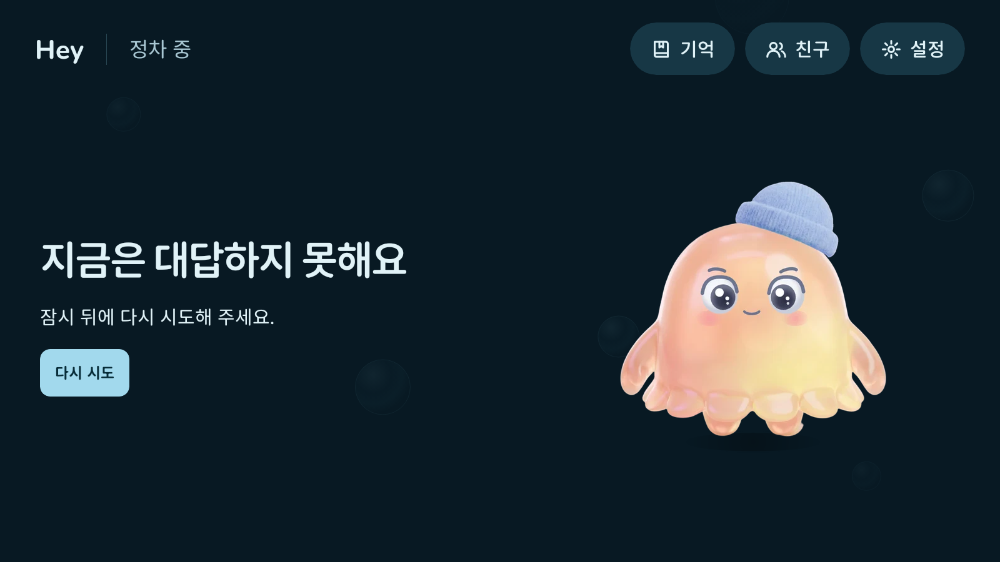 Hey
정차 중
기억
친구
설정
지금은 대답하지 못해요
잠시 뒤에 다시 시도해 주세요.
다시 시도